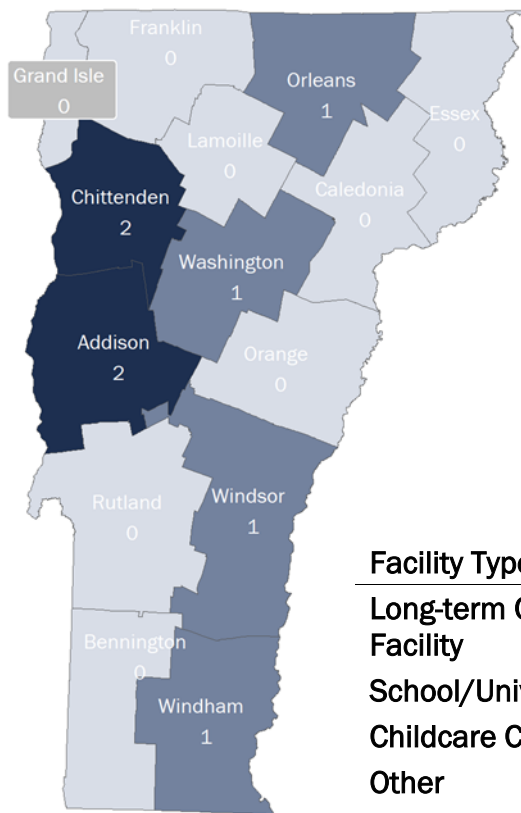 Franklin
0
Grand Isle
0
Orleans
1
Essex
0
Lamoille
0
Caledonia
0
Chittenden
2
Washington
1
Addison
2
Orange
0
Rutland
0
Windsor
1
Bennington
0
Windham
1
Facility Type
Long-term C
Facility
School/Univ
Childcare C
Other